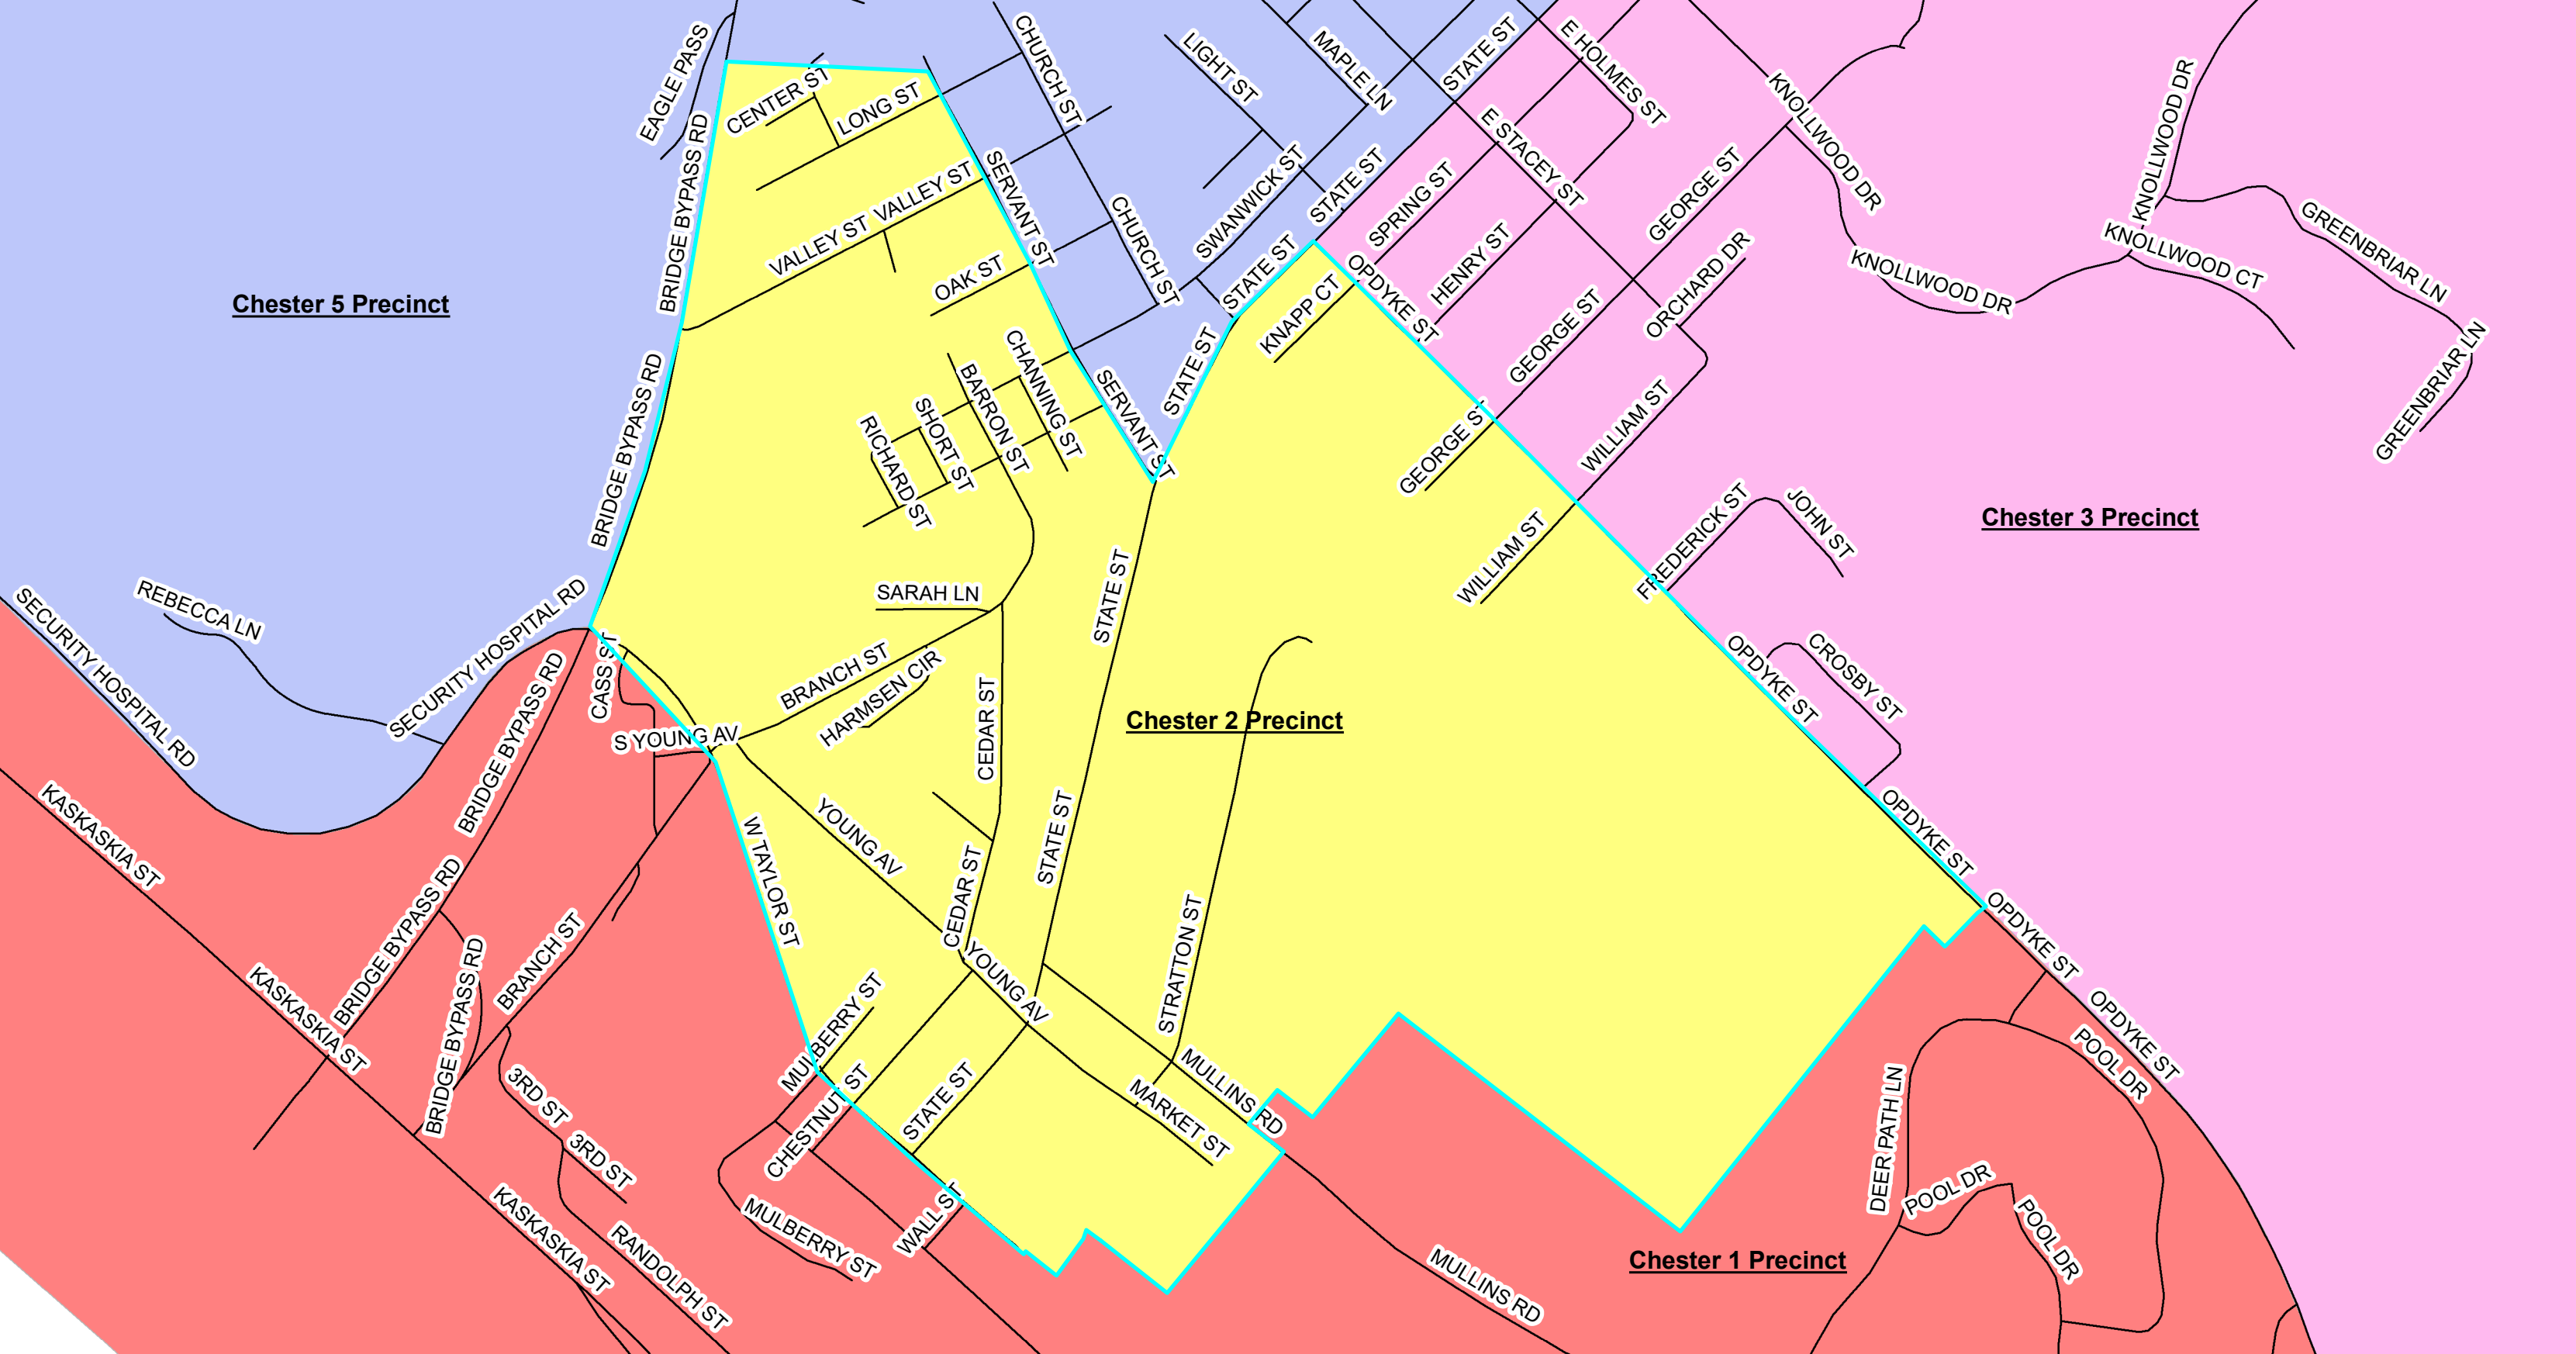 EAGLE PASS
CENTER ST
LONG ST
CHURCH ST
LIGHT ST
MAPLE LN
STATE ST
E HOLMES ST
KNOLLWOOD DR
KNOLLWOOD DR
BRIDGE BYPASS RD
VALLEY ST
VALLEY ST
SERVANT ST
CHURCH ST
SWANWICK ST
STATE ST
SPRING ST
E STACEY ST
GEORGE ST
KNOLLWOOD DR
KNOLLWOOD CT
GREENBRIAR LN
OAK ST
STATE ST
KNAPP CT
OPDYKE ST
HENRY ST
ORCHARD DR
Chester 5 Precinct
BRIDGE BYPASS RD
CHANNING ST
BARRON ST
SHORT ST
RICHARD ST
SERVANT ST
STATE ST
GEORGE ST
GEORGE ST
WILLIAM ST
GREENBRIAR LN
Chester 3 Precinct
WILLIAM ST
FREDERICK ST
JOHN ST
REBECCA LN
SECURITY HOSPITAL RD
SECURITY HOSPITAL RD
SARAH LN
STATE ST
CASS ST
BRANCH ST
HARMSEN CIR
CEDAR ST
Chester 2 Precinct
OPDYKE ST
CROSBY ST
S YOUNG AV
BRIDGE BYPASS RD
KASKASKIA ST
W TAYLOR ST
YOUNG AV
STATE ST
CEDAR ST
OPDYKE ST
BRIDGE BYPASS RD
BRIDGE BYPASS RD
BRANCH ST
KASKASKIA ST
YOUNG AV
STRATTON ST
OPDYKE ST
OPDYKE ST
MULBERRY ST
CHESTNUT ST
STATE ST
MULLINS RD
MARKET ST
POOL DR
DEER PATH LN
3RD ST
3RD ST
KASKASKIA ST
RANDOLPH ST
MULBERRY ST
WALL ST
POOL DR
POOL DR
Chester 1 Precinct
MULLINS RD